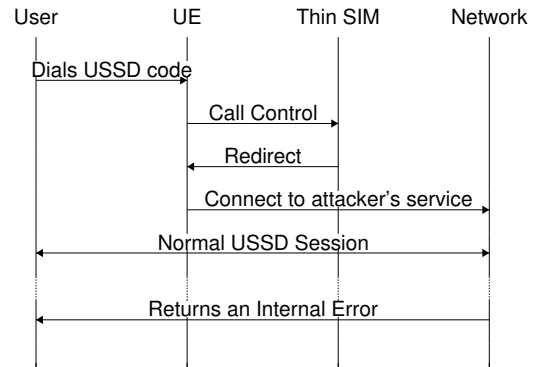 User UE Thin SIM Network
Dials USSD code
Call Control
Redirect
Connect to attacker's service
Normal USSD Session
Returns an Internal Error